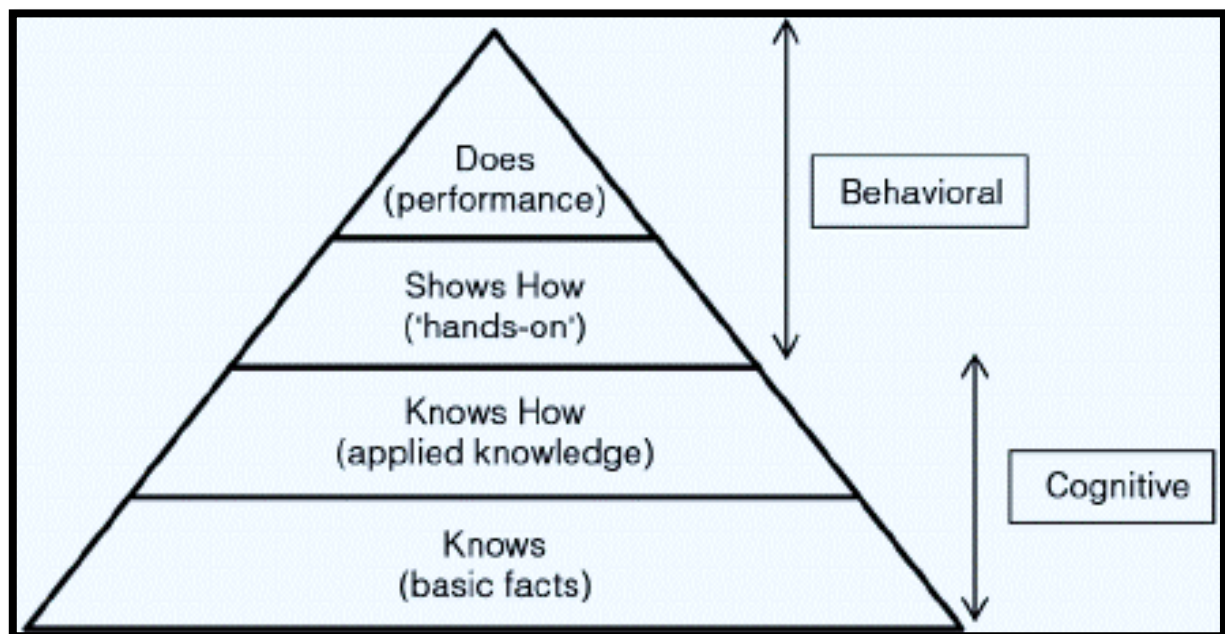 Does
(performance)
Behavioral
Shows How
('hands-on')
Knows How
(applied knowledge)
Cognitive
Knows
(basic facts)